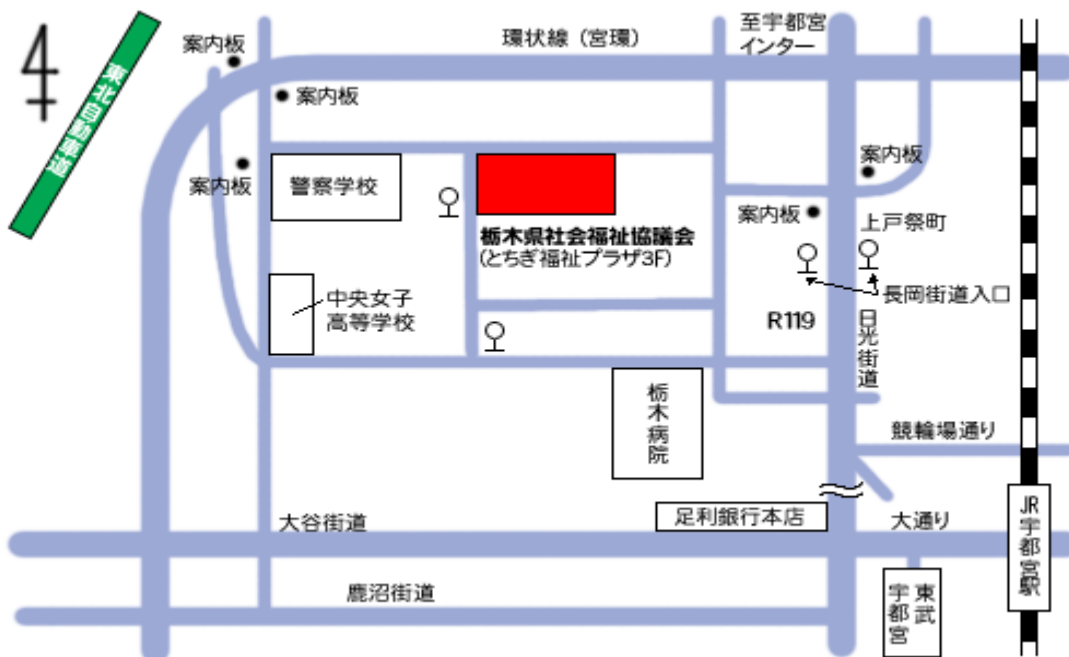 4
東北自動車道
案内板
環状線（宮環）
至宇都宮
インター
案内板
案内板
警察学校
案内板
案内板
栃木県社会福祉協議会
(とちぎ福祉プラザ3F)
上戸祭町
長岡街道入口
中央女子
高等学校
R119
日光街道
栃木病院
競輪場通り
足利銀行本店
大通り
大谷街道
鹿沼街道
JR宇都宮駅
東武
宇都宮